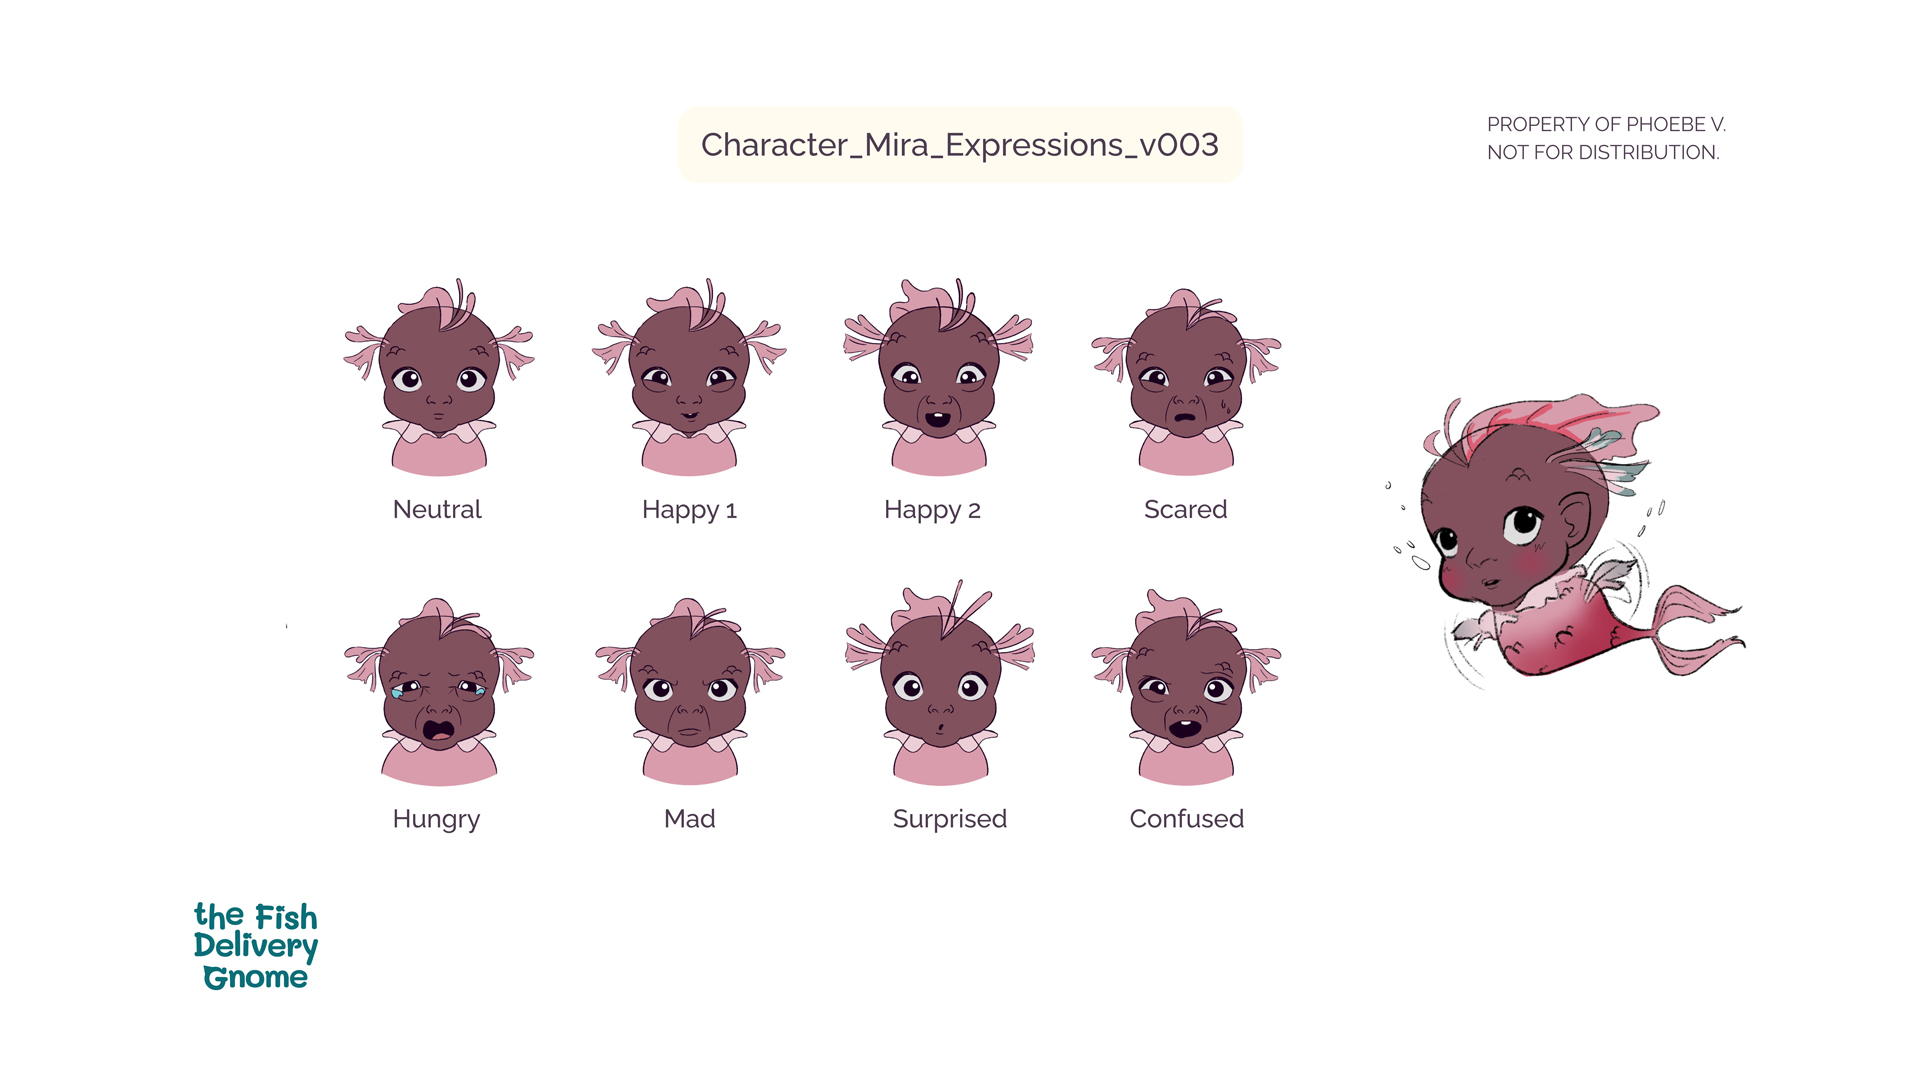 Character_Mira_Expressions_v003
PROPERTY OF PHOEBE V.
NOT FOR DISTRIBUTION.
Neutral
Happy 1
Happy 2
Scared
Hungry
Mad
Surprised
Confused
the Fish
Delivery
Gnome